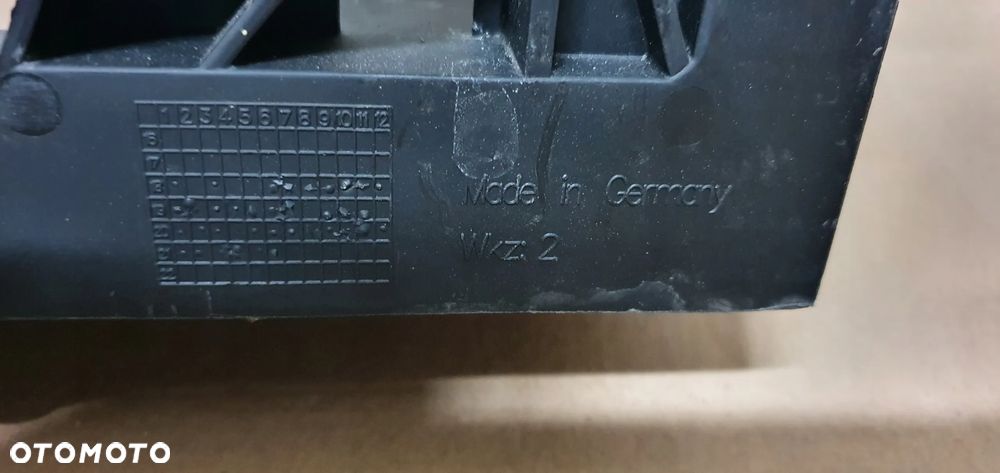 1 2 3 4 5 6 7 8 9 10 11 12
Made in Germany
Wkz: 2
OTOMOTO